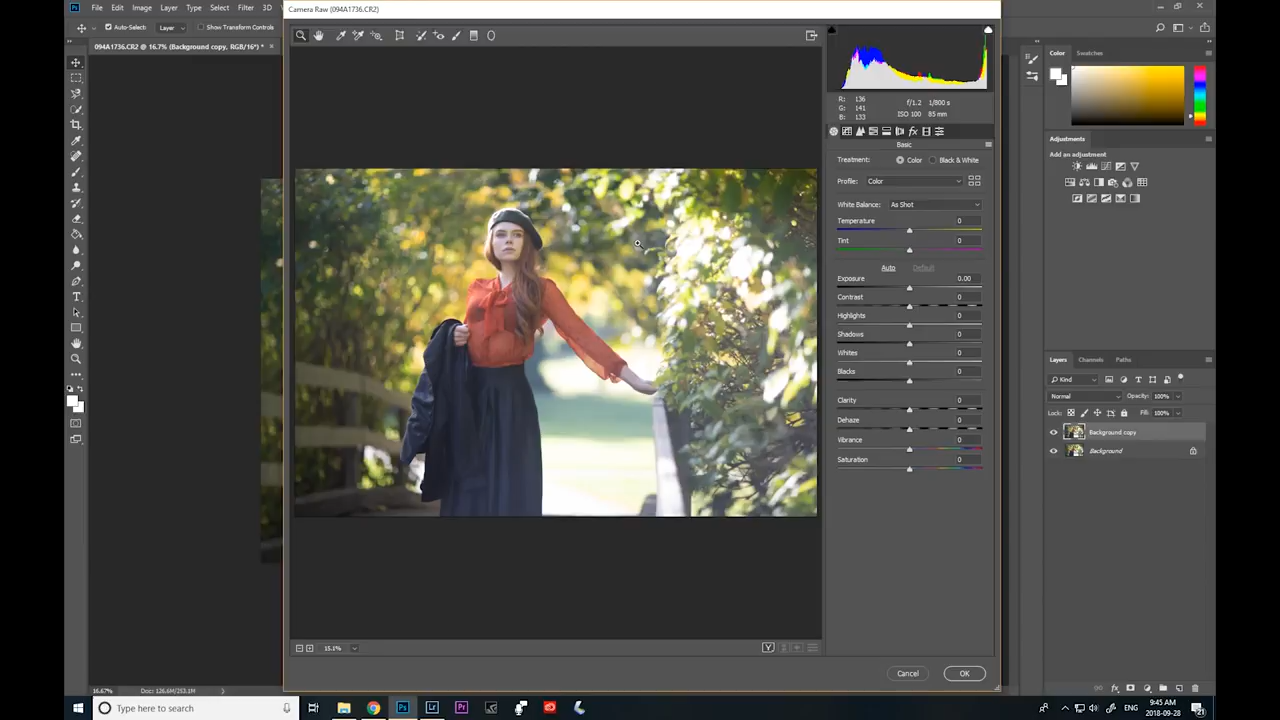 Camera Raw (094A1736.CR2)
File Edit Image Layer Type Select Filter 3D
Auto-Select: Layer Show Transform Controls
094A1736.CR2 @ 16.7% (Background copy, RGB/16*) * ×
Color Swatches
R: 136
G: 141
B: 133
f/1.2 1/800 s
ISO 100 85 mm
Basic
Treatment: Color Black & White
Profile: Color
White Balance: As Shot
Temperature 0
Tint 0
Auto Default
Exposure 0.00
Contrast 0
Highlights 0
Shadows 0
Whites 0
Blacks 0
Clarity 0
Dehaze 0
Vibrance 0
Saturation 0
Adjustments
Add an adjustment
Layers Channels Paths
Kind
Normal Opacity: 100%
Lock: Fill: 100%
Background copy
Background
15.1%
Cancel OK
16.67% Doc: 126.6M/253.1M
Type here to search
9:45 AM
2018-09-28